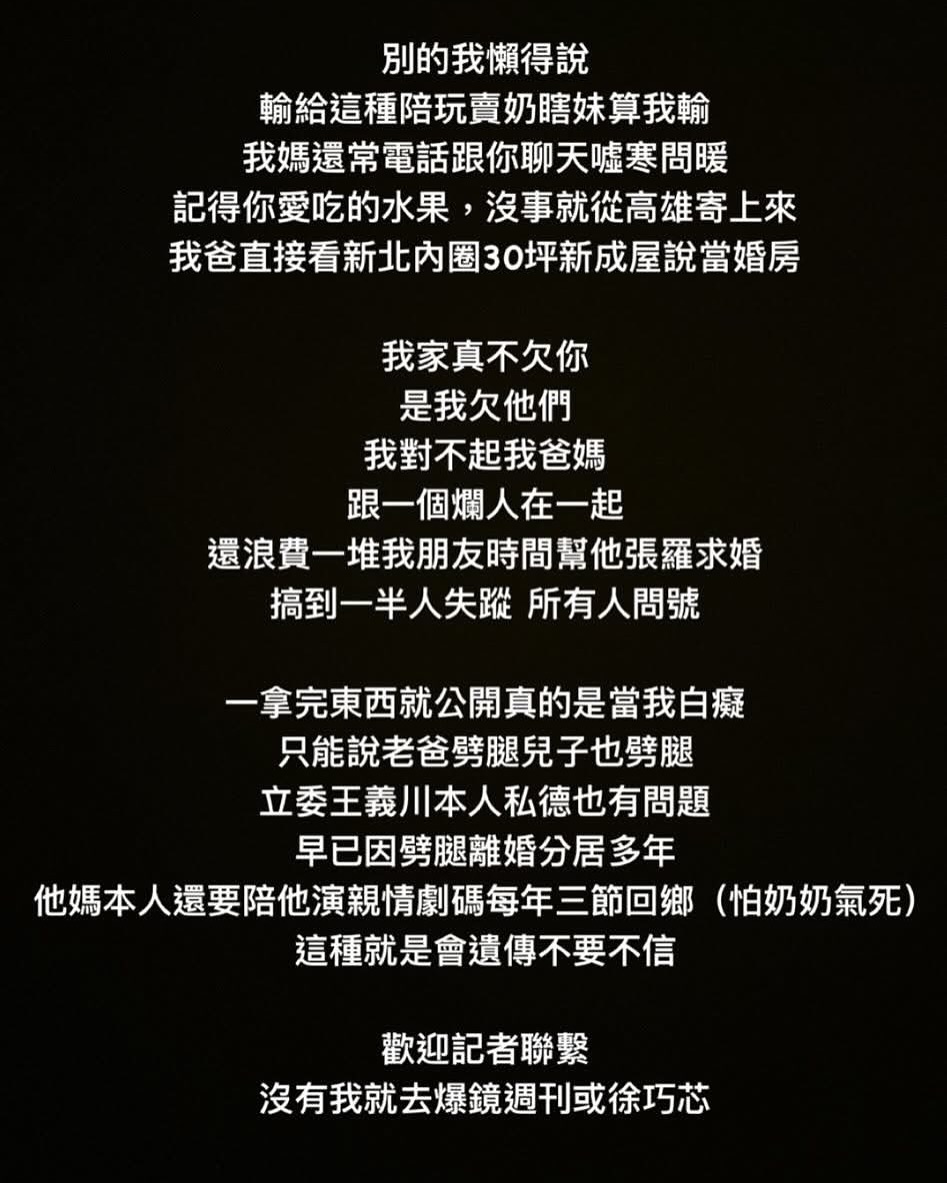 別的我懶得說
輸給這種陪玩賣奶瞎妹算我輸
我媽還常電話跟你聊天噓寒問暖
記得你愛吃的水果，沒事就從高雄寄上來
我爸直接看新北內圈30坪新成屋說當婚房
我家真不欠你
是我欠他們
我對不起我爸媽
跟一個爛人在一起
還浪費一堆我朋友時間幫他張羅求婚
搞到一半人失蹤 所有人問號
一拿完東西就公開真的是當我白癡
只能說老爸劈腿兒子也劈腿
立委王義川本人私德也有問題
早已因劈腿離婚分居多年
他媽本人還要陪他演親情劇碼每年三節回鄉（怕奶奶氣死）
這種就是會遺傳不要不信
歡迎記者聯繫
沒有我就去爆鏡週刊或徐巧芯